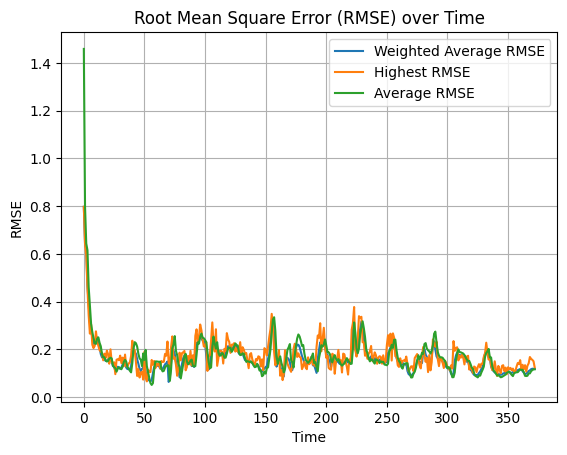 Root Mean Square Error (RMSE) over Time
Weighted Average RMSE
Highest RMSE
Average RMSE
RMSE
1.4
1.2
1.0
0.8
0.6
0.4
0.2
0.0
0 50 100 150 200 250 300 350
Time